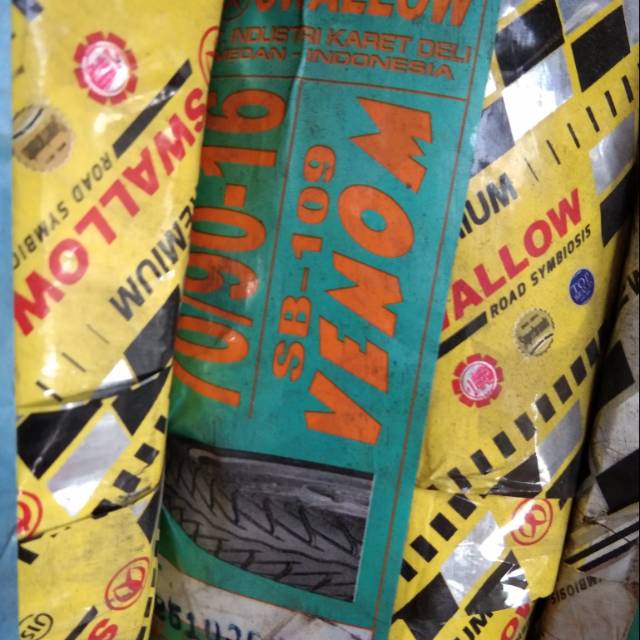 SWALLOW
INDUSTRI KARET DELI
MEDAN - INDONESIA
70/90-16
SB-109
VENOM
SWALLOW
ROAD SYMBIOSIS
PREMIUM
SWALLOW
ROAD SYMBIOSIS